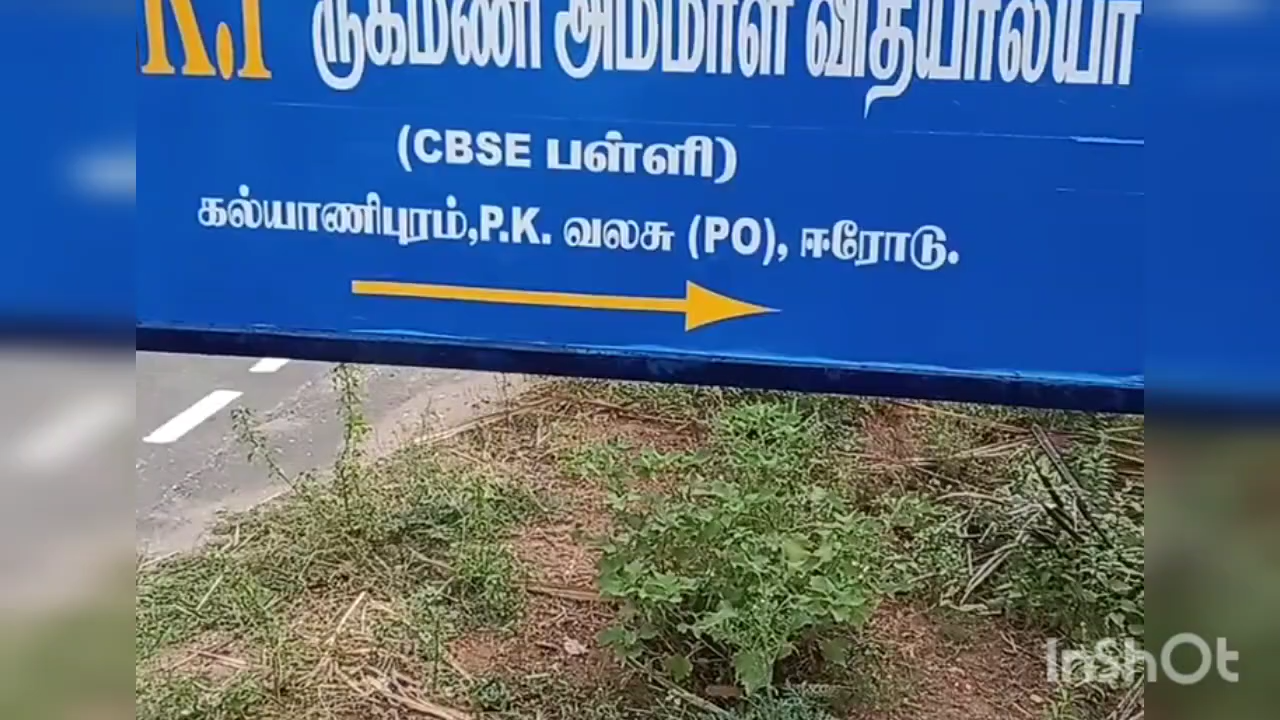 ருக்மணி அம்மாள் வித்யாலயா
(CBSE பள்ளி)
கல்யாணிபுரம்,P.K. வலசு (PO), ஈரோடு.
InShOt